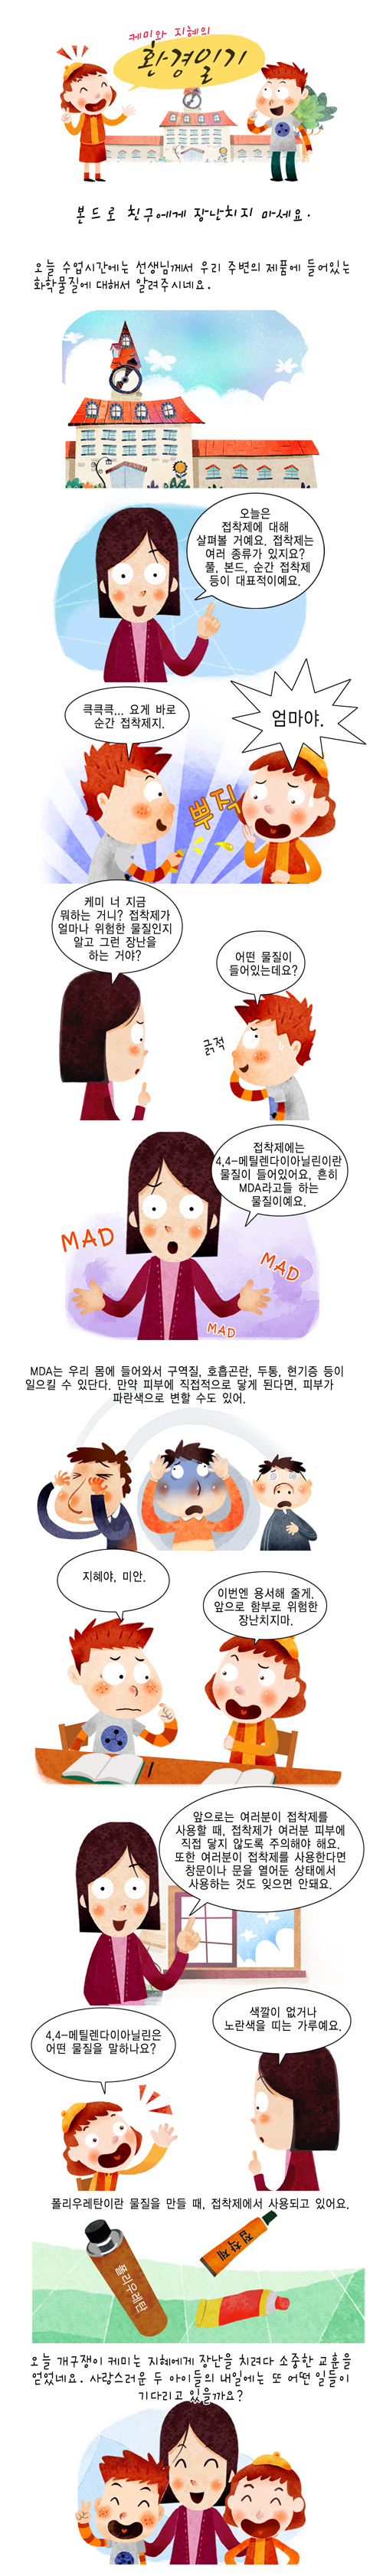 케미와 지혜의
환경일기
본드로 친구에게 장난치지 마세요.
오늘 수업시간에는 선생님께서 우리 주변의 제품에 들어있는
화학물질에 대해서 알려주시네요.
오늘은
접착제에 대해
살펴볼 거예요. 접착제는
여러 종류가 있지요?
풀, 본드, 순간 접착제
등이 대표적이예요.
큭큭큭... 요게 바로
순간 접착제지.
엄마야.
뿌직
케미 너 지금
뭐하는 거니? 접착제가
얼마나 위험한 물질인지
알고 그런 장난을
하는 거야?
어떤 물질이
들어있는데요?
긁적
접착제에는
4,4-메틸렌다이아닐린이란
물질이 들어있어요, 흔히
MDA라고들 하는
물질이예요.
MAD
MAD
MAD
MDA는 우리 몸에 들어와서 구역질, 호흡곤란, 두통, 현기증 등이
일으킬 수 있단다. 만약 피부에 직접적으로 닿게 된다면, 피부가
파란색으로 변할 수도 있어.
지혜야, 미안.
이번엔 용서해 줄게.
앞으로 함부로 위험한
장난치지마.
앞으로는 여러분이 접착제를
사용할 때, 접착제가 여러분 피부에
직접 닿지 않도록 주의해야 해요.
또한 여러분이 접착제를 사용한다면
창문이나 문을 열어둔 상태에서
사용하는 것도 잊으면 안돼요.
4,4-메틸렌다이아닐린은
어떤 물질을 말하나요?
색깔이 없거나
노란색을 띠는 가루예요.
폴리우레탄이란 물질을 만들 때, 접착제에서 사용되고 있어요.
폴리우레탄
접착제
오늘 개구쟁이 케미는 지혜에게 장난을 치려다 소중한 교훈을
얻었네요. 사랑스러운 두 아이들의 내일에는 또 어떤 일들이
기다리고 있을까요?